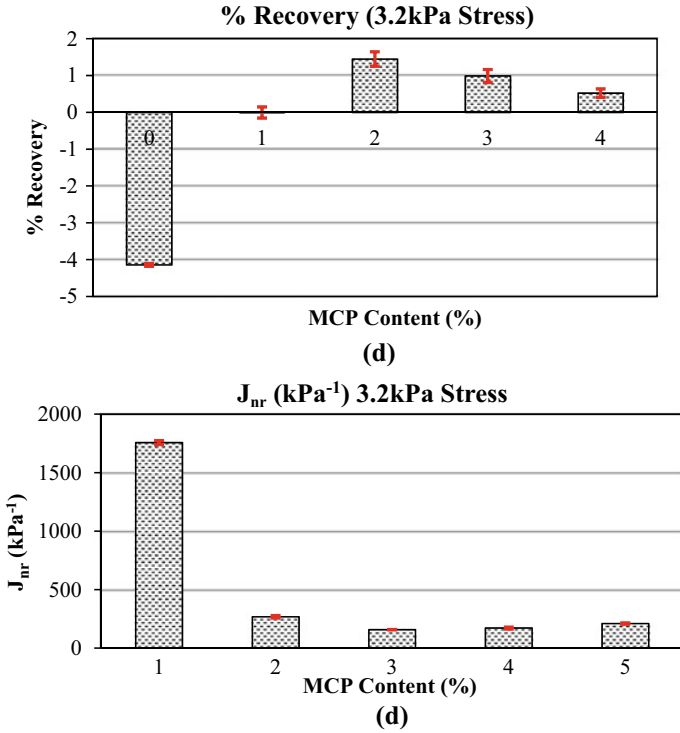 % Recovery (3.2kPa Stress)
2
1
0
-1
-2
-3
-4
-5
% Recovery
0 1 2 3 4
MCP Content (%)
(d)
Jnr (kPa-1) 3.2kPa Stress
2000
1500
1000
500
0
Jnr (kPa-1)
1 2 3 4 5
MCP Content (%)
(d)